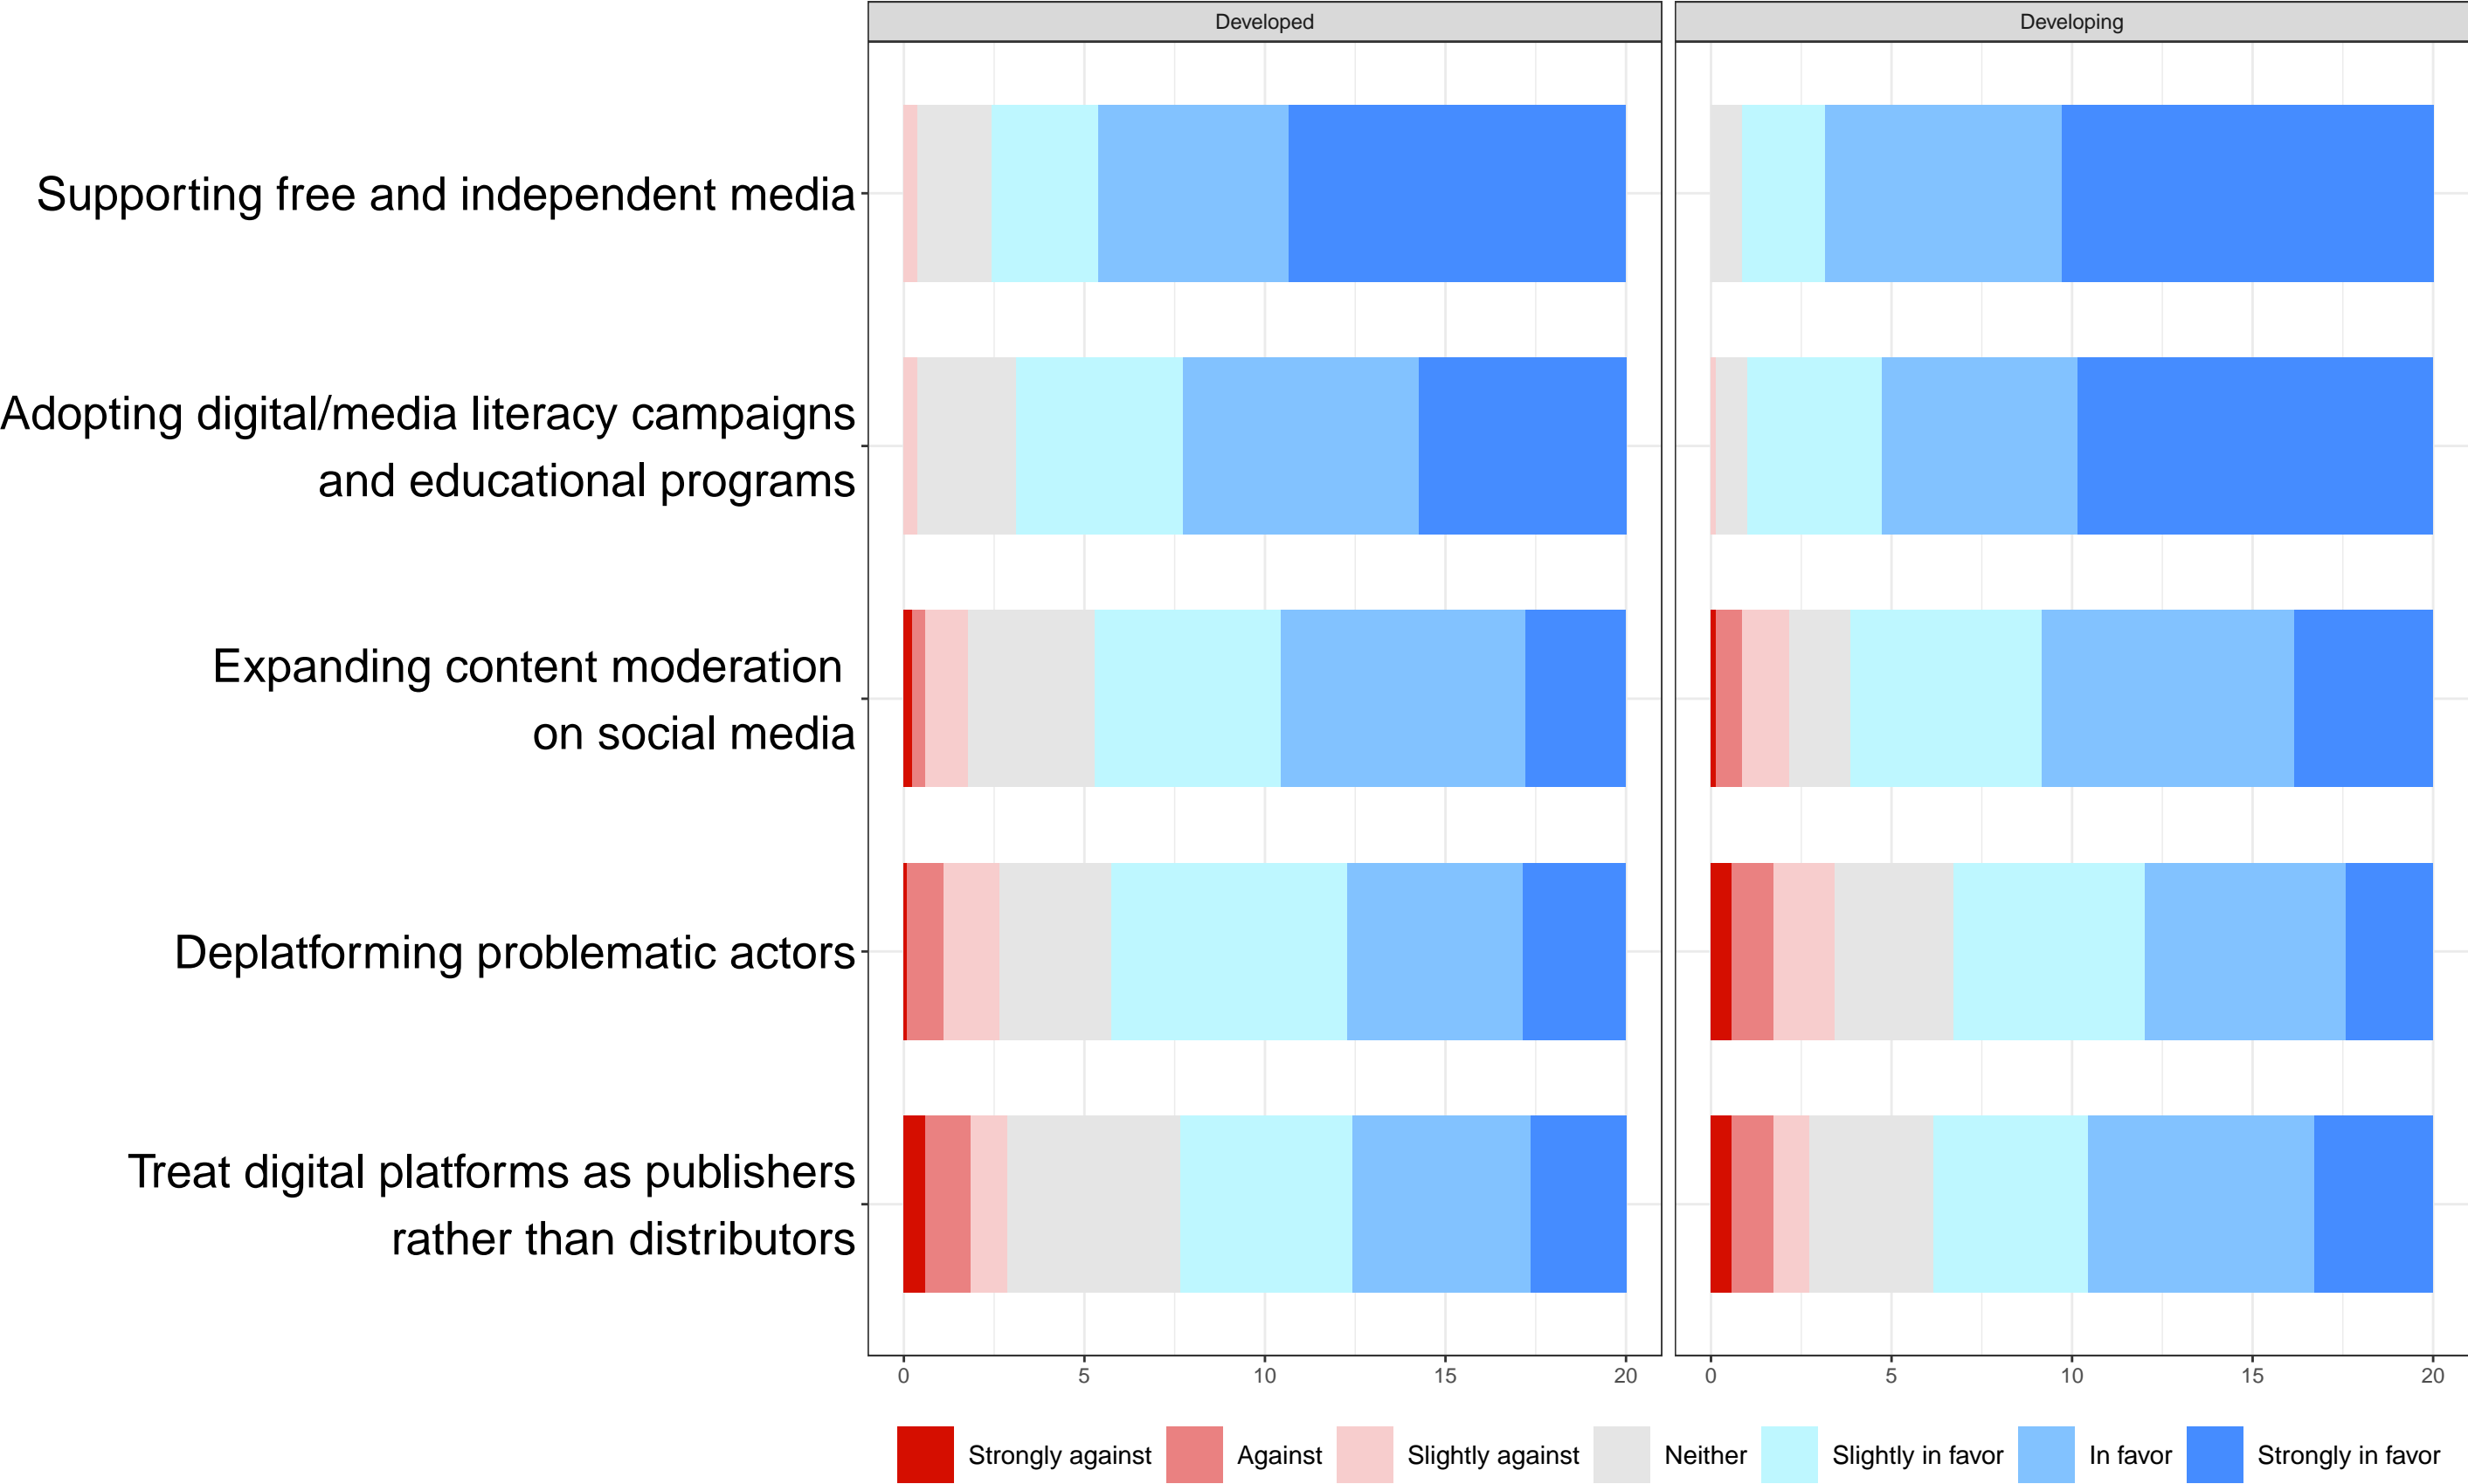 Developed
Developing
Supporting free and independent media
Adopting digital/media literacy campaigns
and educational programs
Expanding content moderation
on social media
Deplatforming problematic actors
Treat digital platforms as publishers
rather than distributors
0 5 10 15 20
0 5 10 15 20
Strongly against Against Slightly against Neither Slightly in favor In favor Strongly in favor